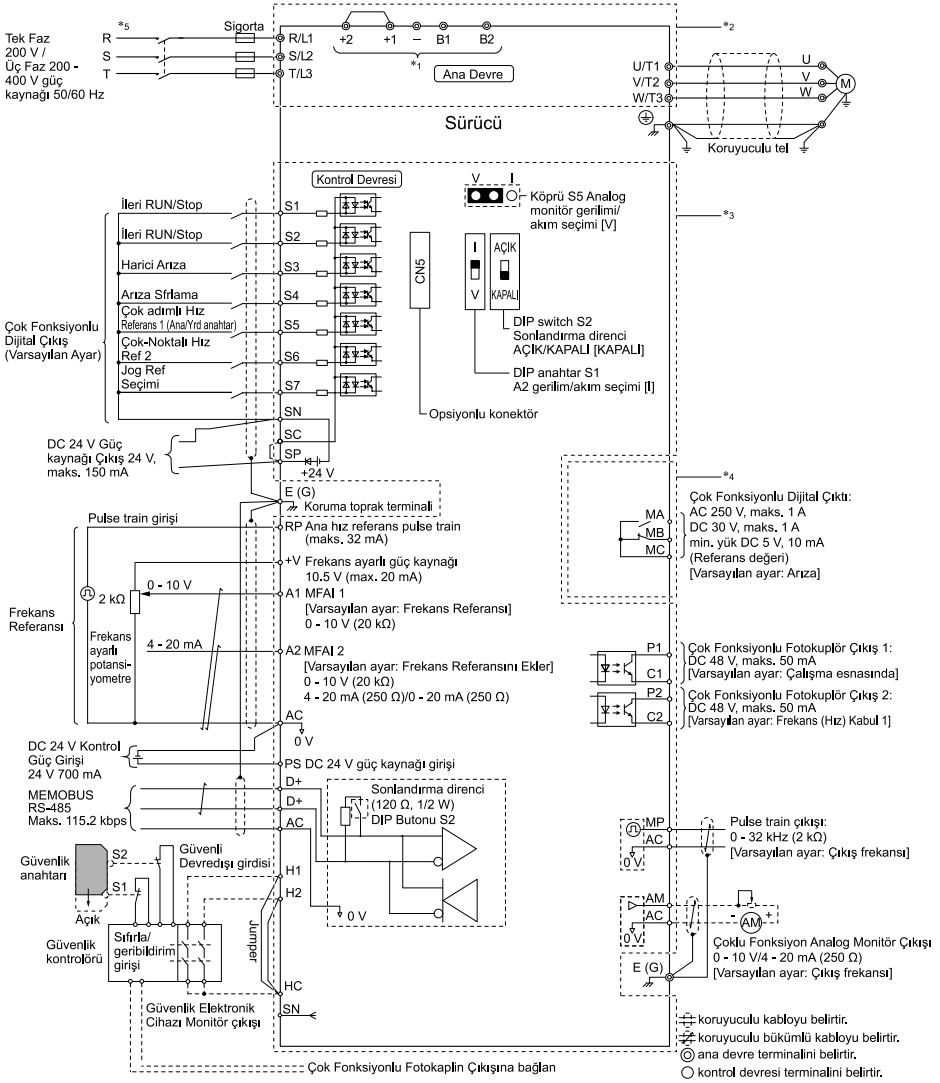 Tek Faz
200 V /
Üç Faz 200 -
400 V güç
kaynağı 50/60 Hz
*5
R
S
T
Sigorta
R/L1
S/L2
T/L3
+2
+1
–
B1
B2
*1
Ana Devre
*2
U/T1
V/T2
W/T3
U
V
W
M
Sürücü
Koruyuculu tel
Kontrol Devresi
V I
Köprü S5 Analog
monitör gerilimi/
akım seçimi [V]
*3
Çok Fonksiyonlu
Dijital Çıkış
(Varsayılan Ayar)
İleri RUN/Stop
S1
İleri RUN/Stop
S2
Harici Arıza
S3
Arıza Sfrlama
S4
Çok adımlı Hız
Referans 1 (Ana/Yrd anahtar)
S5
Çok-Noktalı Hız
Ref 2
S6
Jog Ref
Seçimi
S7
CN5
I
V
AÇIK
KAPALI
DIP switch S2
Sonlandırma direnci
AÇIK/KAPALI [KAPALI]
DIP anahtar S1
A2 gerilim/akım seçimi [I]
Opsiyonlu konektör
SN
SC
SP
+24 V
DC 24 V Güç
kaynağı Çıkış 24 V,
maks. 150 mA
E (G)
Koruma toprak terminali
*4
MA
MB
MC
Çok Fonksiyonlu Dijital Çıktı:
AC 250 V, maks. 1 A
DC 30 V, maks. 1 A
min. yük DC 5 V, 10 mA
(Referans değeri)
[Varsayılan ayar: Arıza]
Pulse train girişi
RP Ana hız referans pulse train
(maks. 32 mA)
+V Frekans ayarlı güç kaynağı
10.5 V (max. 20 mA)
Frekans
Referansı
2 kΩ
0 - 10 V
A1 MFAI 1
[Varsayılan ayar: Frekans Referansı]
0 - 10 V (20 kΩ)
Frekans
ayarlı
potansi-
yometre
4 - 20 mA
A2 MFAI 2
[Varsayılan ayar: Frekans Referansını Ekler]
0 - 10 V (20 kΩ)
4 - 20 mA (250 Ω)/0 - 20 mA (250 Ω)
AC
0 V
P1
C1
P2
C2
Çok Fonksiyonlu Fotokuplör Çıkış 1:
DC 48 V, maks. 50 mA
[Varsayılan ayar: Çalışma esnasında]
Çok Fonksiyonlu Fotokuplör Çıkış 2:
DC 48 V, maks. 50 mA
[Varsayılan ayar: Frekans (Hız) Kabul 1]
DC 24 V Kontrol
Güç Girişi
24 V 700 mA
PS DC 24 V güç kaynağı girişi
MEMOBUS
RS-485
Maks. 115.2 kbps
D+
D+
AC
Sonlandırma direnci
(120 Ω, 1/2 W)
DIP Butonu S2
0 V
MP
AC
0 V
Pulse train çıkışı:
0 - 32 kHz (2 kΩ)
[Varsayılan ayar: Çıkış frekansı]
Güvenlik
anahtarı
S2
S1
Açık
Güvenli
Devredışı girdisi
H1
H2
Jumper
HC
SN
Güvenlik
kontrolörü
Sıfırla/
geribildirim
girişi
Güvenlik Elektronik
Cihazı Monitör çıkışı
AM
AC
0 V
- +
AM
Çoklu Fonksiyon Analog Monitör Çıkışı
0 - 10 V/4 - 20 mA (250 Ω)
[Varsayılan ayar: Çıkış frekansı]
E (G)
Çok Fonksiyonlu Fotokaplin Çıkışına bağlan
koruyuculu kabloyu belirtir.
koruyuculu bükümlü kabloyu belirtir.
ana devre terminalini belirtir.
kontrol devresi terminalini belirtir.